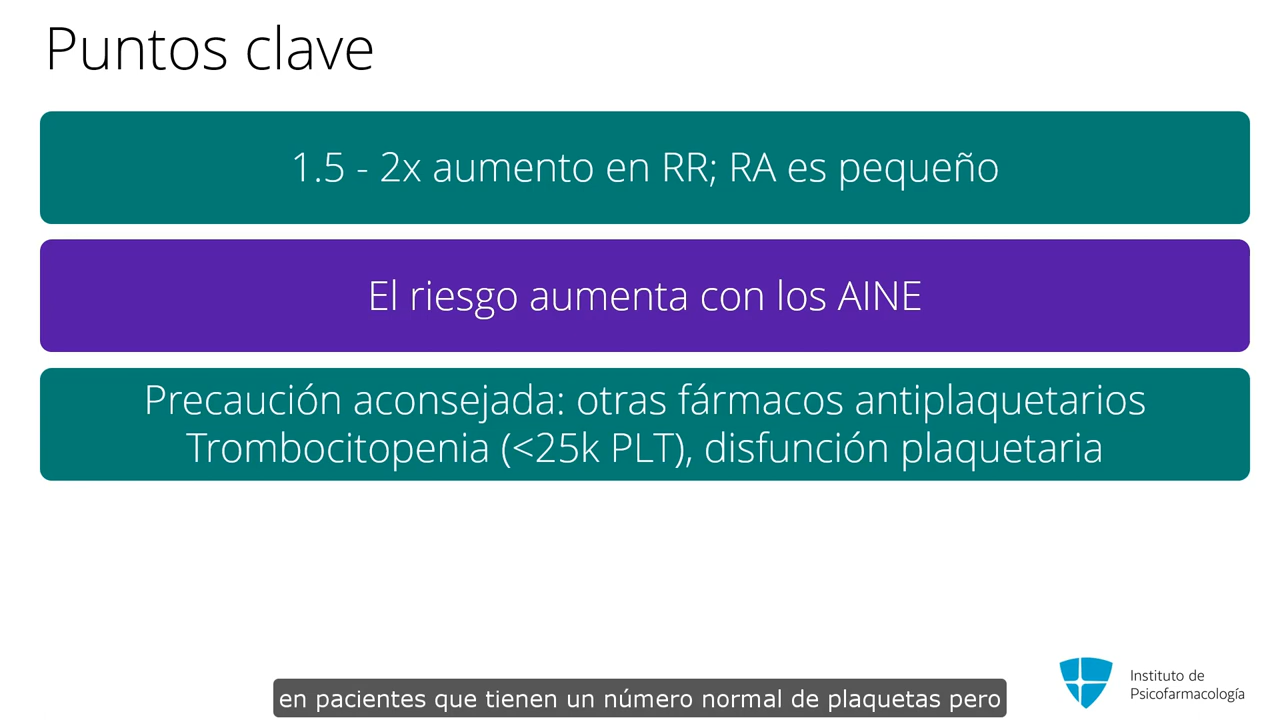 Puntos clave
1.5 - 2x aumento en RR; RA es pequeño
El riesgo aumenta con los AINE
Precaución aconsejada: otras fármacos antiplaquetarios
Trombocitopenia (<25k PLT), disfunción plaquetaria
Instituto de
Psicofarmacología
en pacientes que tienen un número normal de plaquetas pero